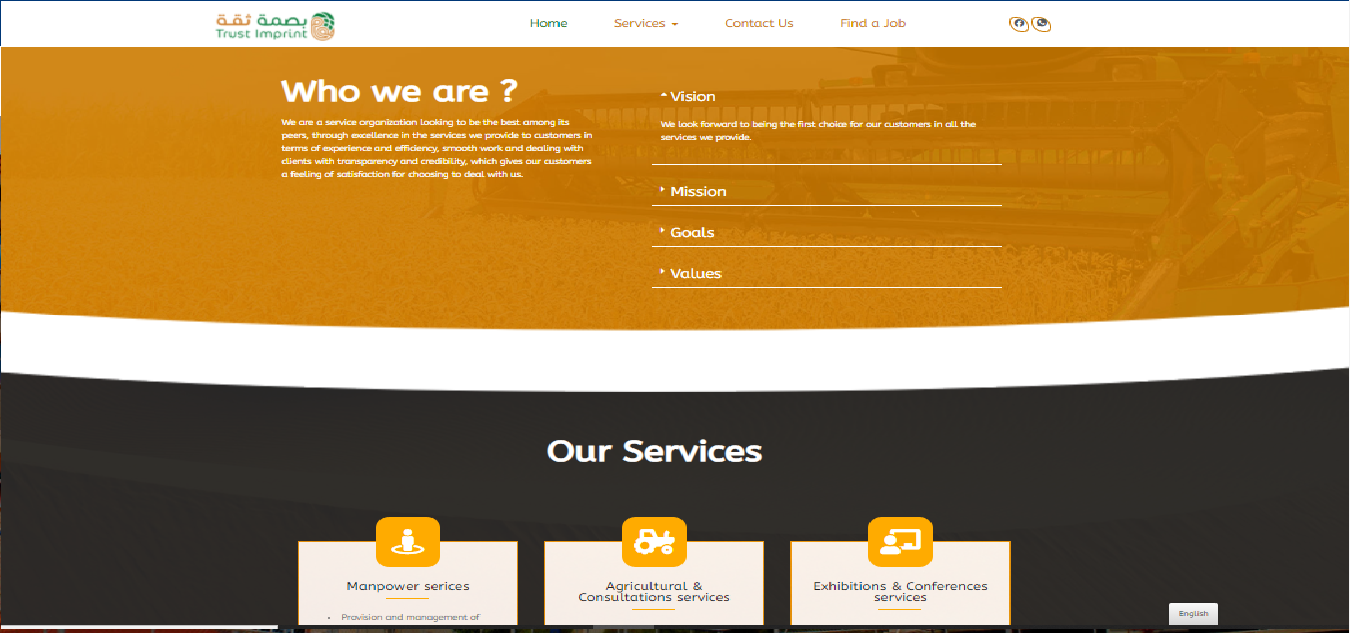 بصمة ثقة
Trust Imprint
Home
Services
Contact Us
Find a Job
Who we are ?
We are a service organization looking to be the best among its
peers, through excellence in the services we provide to customers in
terms of experience and efficiency, smooth work and dealing with
clients with transparency and credibility, which gives our customers
a feeling of satisfaction for choosing to deal with us.
Vision
We look forward to being the first choice for our customers in all the
services we provide.
Mission
Goals
Values
Our Services
Manpower serices
• Provision and management of
Agricultural &
Consultations services
Exhibitions & Conferences
services
English